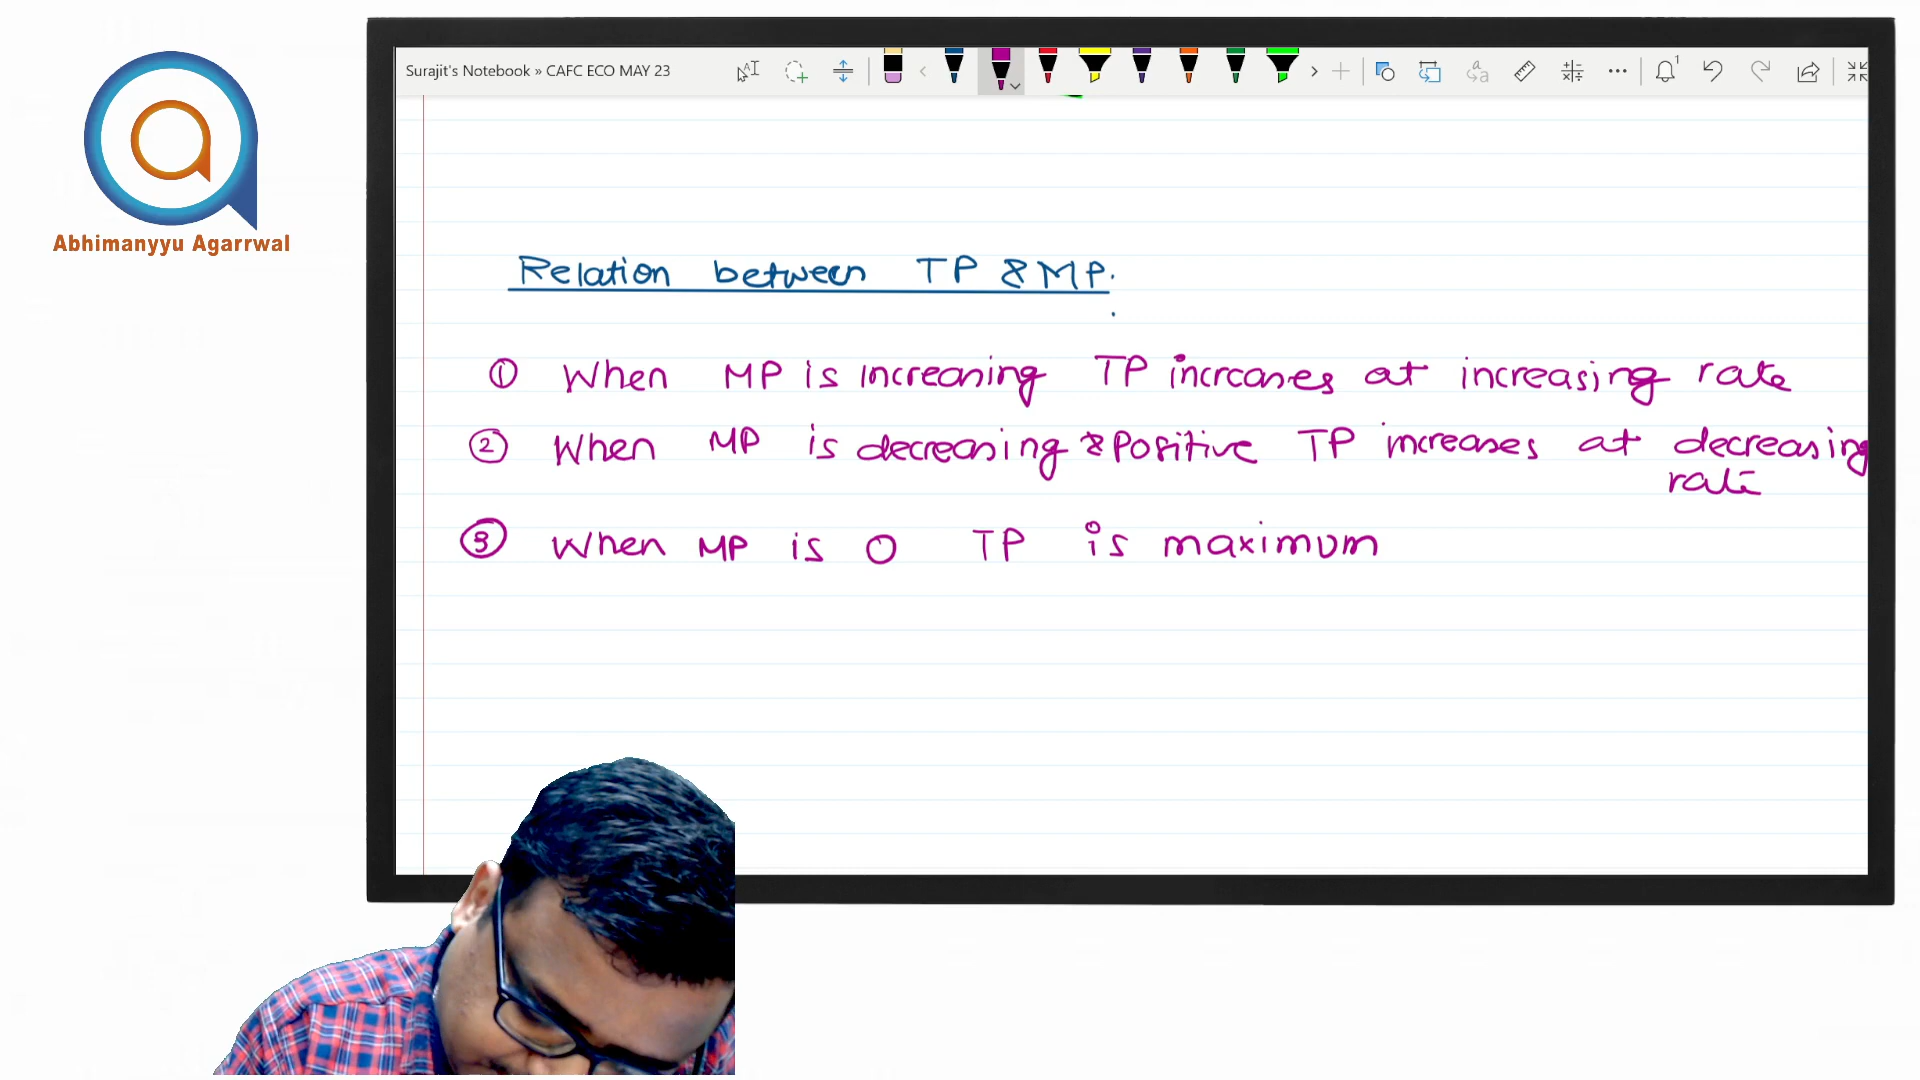 Surajit's Notebook » CAFC ECO MAY 23
Abhimanyyu Agarrwal
Relation between TP & MP.
① When MP is increasing TP increases at increasing rate
② When MP is decreasing & Positive TP increases at decreasing
rate
③ When MP is 0 TP is maximum